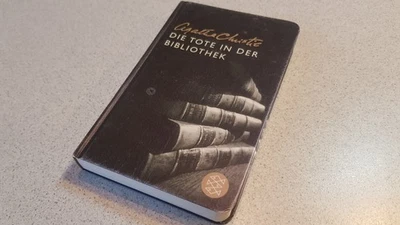 Agatha Christie
DIE TOTE IN DER
BIBLIOTHEK